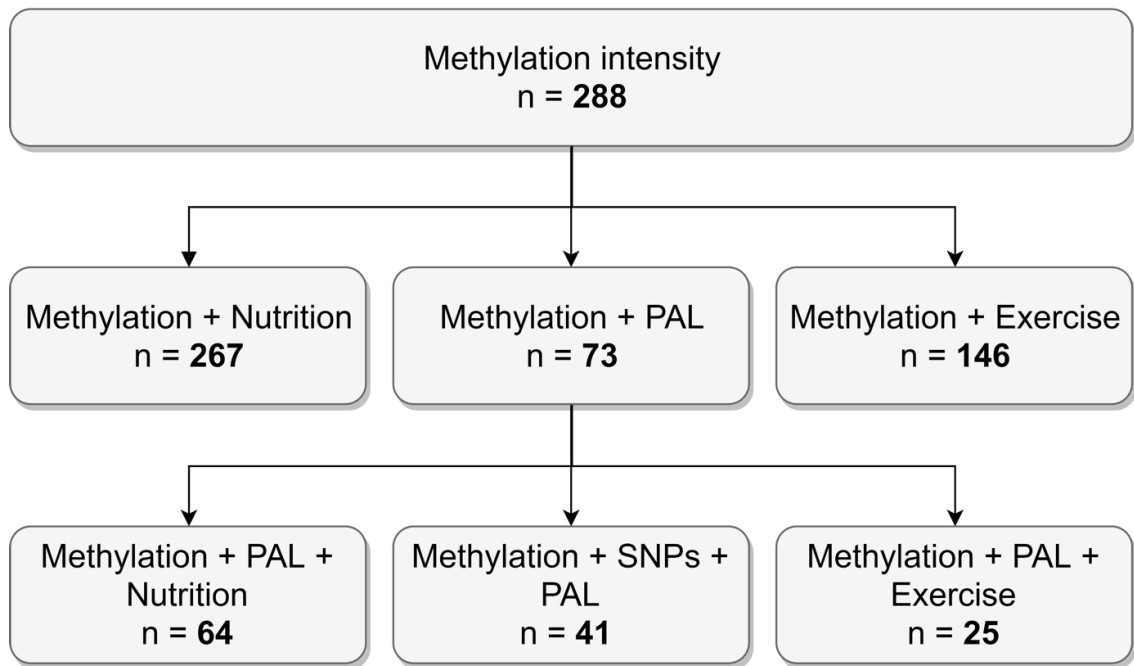 Methylation intensity
n = 288
Methylation + Nutrition
n = 267
Methylation + PAL
n = 73
Methylation + Exercise
n = 146
Methylation + PAL +
Nutrition
n = 64
Methylation + SNPs +
PAL
n = 41
Methylation + PAL +
Exercise
n = 25